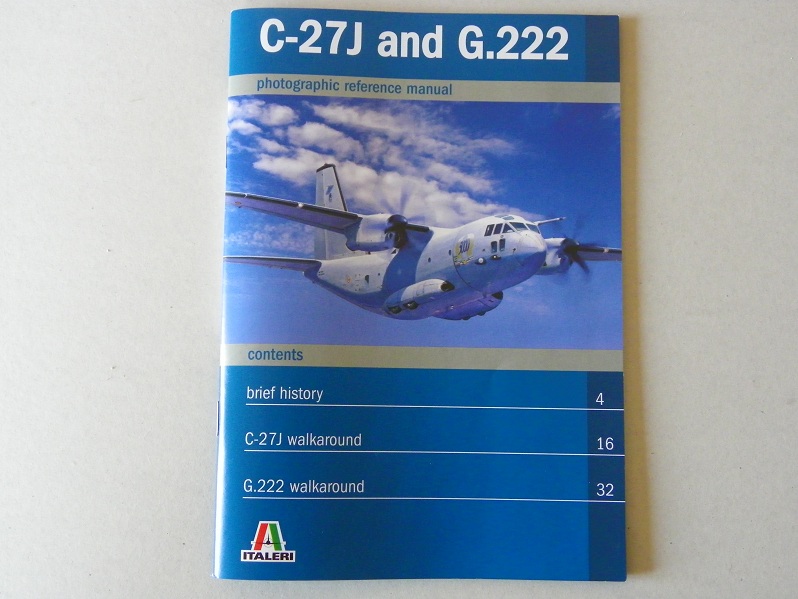 C-27J and G.222
photographic reference manual
contents
brief history 4
C-27J walkaround 16
G.222 walkaround 32
ITALERI